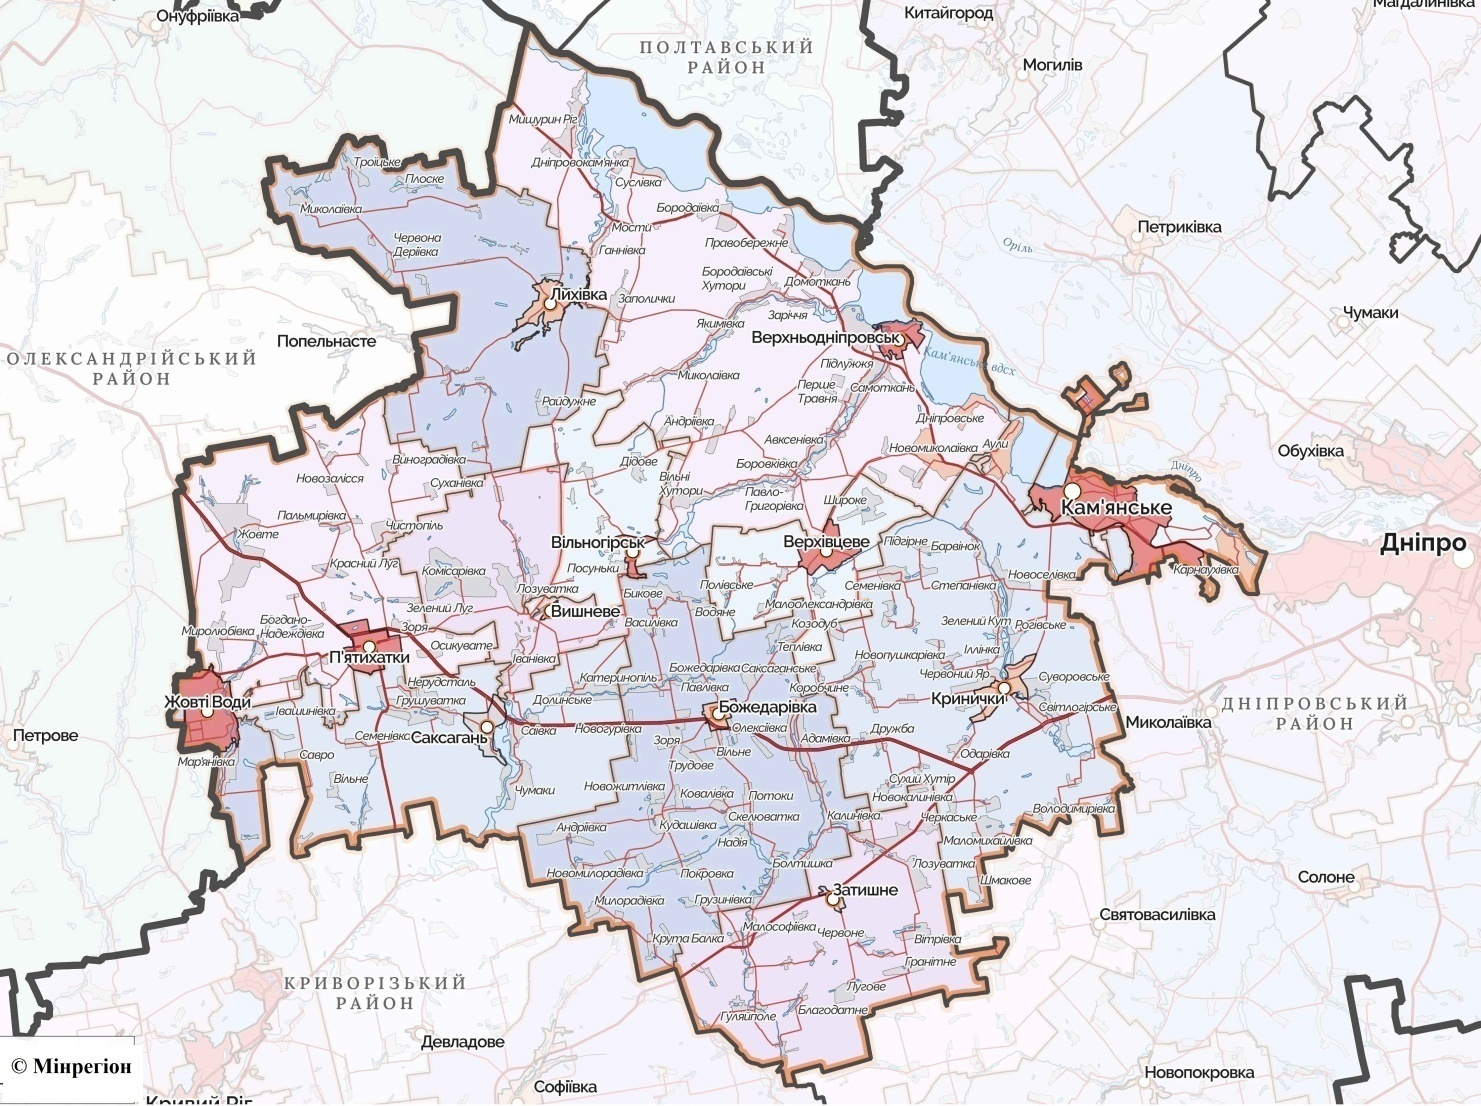 Онуфріївка
Китайгород
Магдалинівка
ПОЛТАВСЬКИЙ
РАЙОН
Могилів
Мишурин Ріг
Троїцьке
Дніпровокам'янка
Плоске
Суслівка
Миколаївка
Бородаївка
Мости
Петриківка
Червона
Деріївка
Ганнівка
Правобережне
Оріль
Бородаївські
Хутори
Домоткань
Лихівка
Заполички
Заріччя
Чумаки
Якимівка
Попельнасте
Верхньодніпровськ
Кам'янське вдсх
ОЛЕКСАНДРІЙСЬКИЙ
РАЙОН
Підлужжя
Миколаївка
Перше
Травня
Самоткань
Райдужне
Андріївка
Дніпровське
Авксенівка
Новомиколаївка
Аули
Обухівка
Виноградівка
Дідове
Боровківка
Дніпро
Новозалісся
Суханівка
Вільні
Хутори
Павло-
Григорівка
Широке
Кам'янське
Пальмирівка
Чистопіль
Жовте
Вільногірськ
Верхівцеве
Підгірне
Барвінок
Дніпро
Красний Луг
Комісарівка
Посуньки
Карнаухівка
Лозуватка
Бикове
Полівське
Семенівка
Степанівка
Новоселівка
Зелений Луг
Вишневе
Водяне
Малоолександрівка
Богдано-
Надеждівка
Миролюбівка
Зоря
Василівка
Козодуб
Зелений Кут
Рогівське
П'ятихатки
Осикувате
Іванівка
Теплівка
Новопушкарівка
Іллінка
Божедарівка
Саксаганське
Нерудсталь
Катеринопіль
Павлівка
Коробчине
Червоний Яр
Суворовське
Жовті Води
Грушуватка
Долинське
Божедарівка
Кринички
Світлогірське
ДНІПРОВСЬКИЙ
РАЙОН
Івашинівка
Саївка
Новогурівка
Олексіївка
Дружба
Миколаївка
Петрове
Семенівка
Саксагань
Зоря
Вільне
Адамівка
Мар'янівка
Савро
Трудове
Одарівка
Вільне
Чумаки
Новожитлівка
Ковалівка
Потоки
Сухий Хутір
Новокалинівка
Володимирівка
Андріївка
Кудашівка
Скелюватка
Калинівка
Черкаське
Надія
Маломихайлівка
Новомилорадівка
Покровка
Болтишка
Лозуватка
Шмакове
Солоне
Милорадівка
Грузинівка
Затишне
Святовасилівка
Крута Балка
Малософіївка
Червоне
Вітрівка
Гранітне
КРИВОРІЗЬКИЙ
РАЙОН
Лугове
Гуляйполе
Благодатне
Девладове
© Мінрегіон
Софіївка
Новопокровка
Кривий Ріг